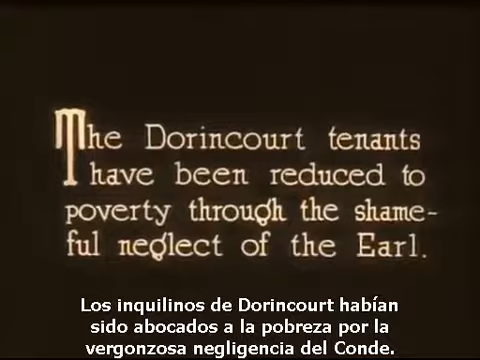 The Dorincourt tenants
have been reduced to
poverty through the shame-
ful neglect of the Earl.
Los inquilinos de Dorincourt habían
sido abocados a la pobreza por la
vergonzosa negligencia del Conde.